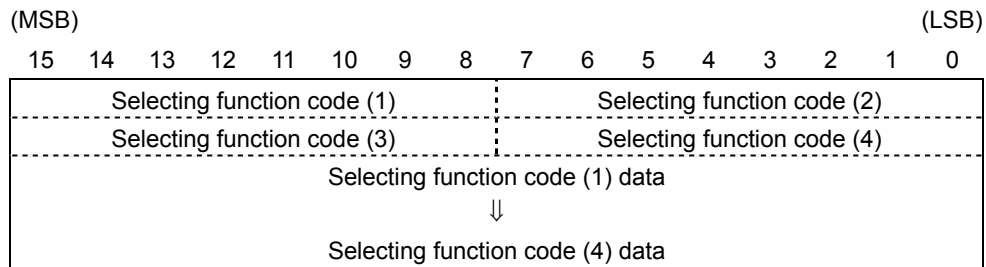 (MSB) (LSB)
15 14 13 12 11 10 9 8 7 6 5 4 3 2 1 0
Selecting function code (1) Selecting function code (2)
Selecting function code (3) Selecting function code (4)
Selecting function code (1) data
⇓
Selecting function code (4) data